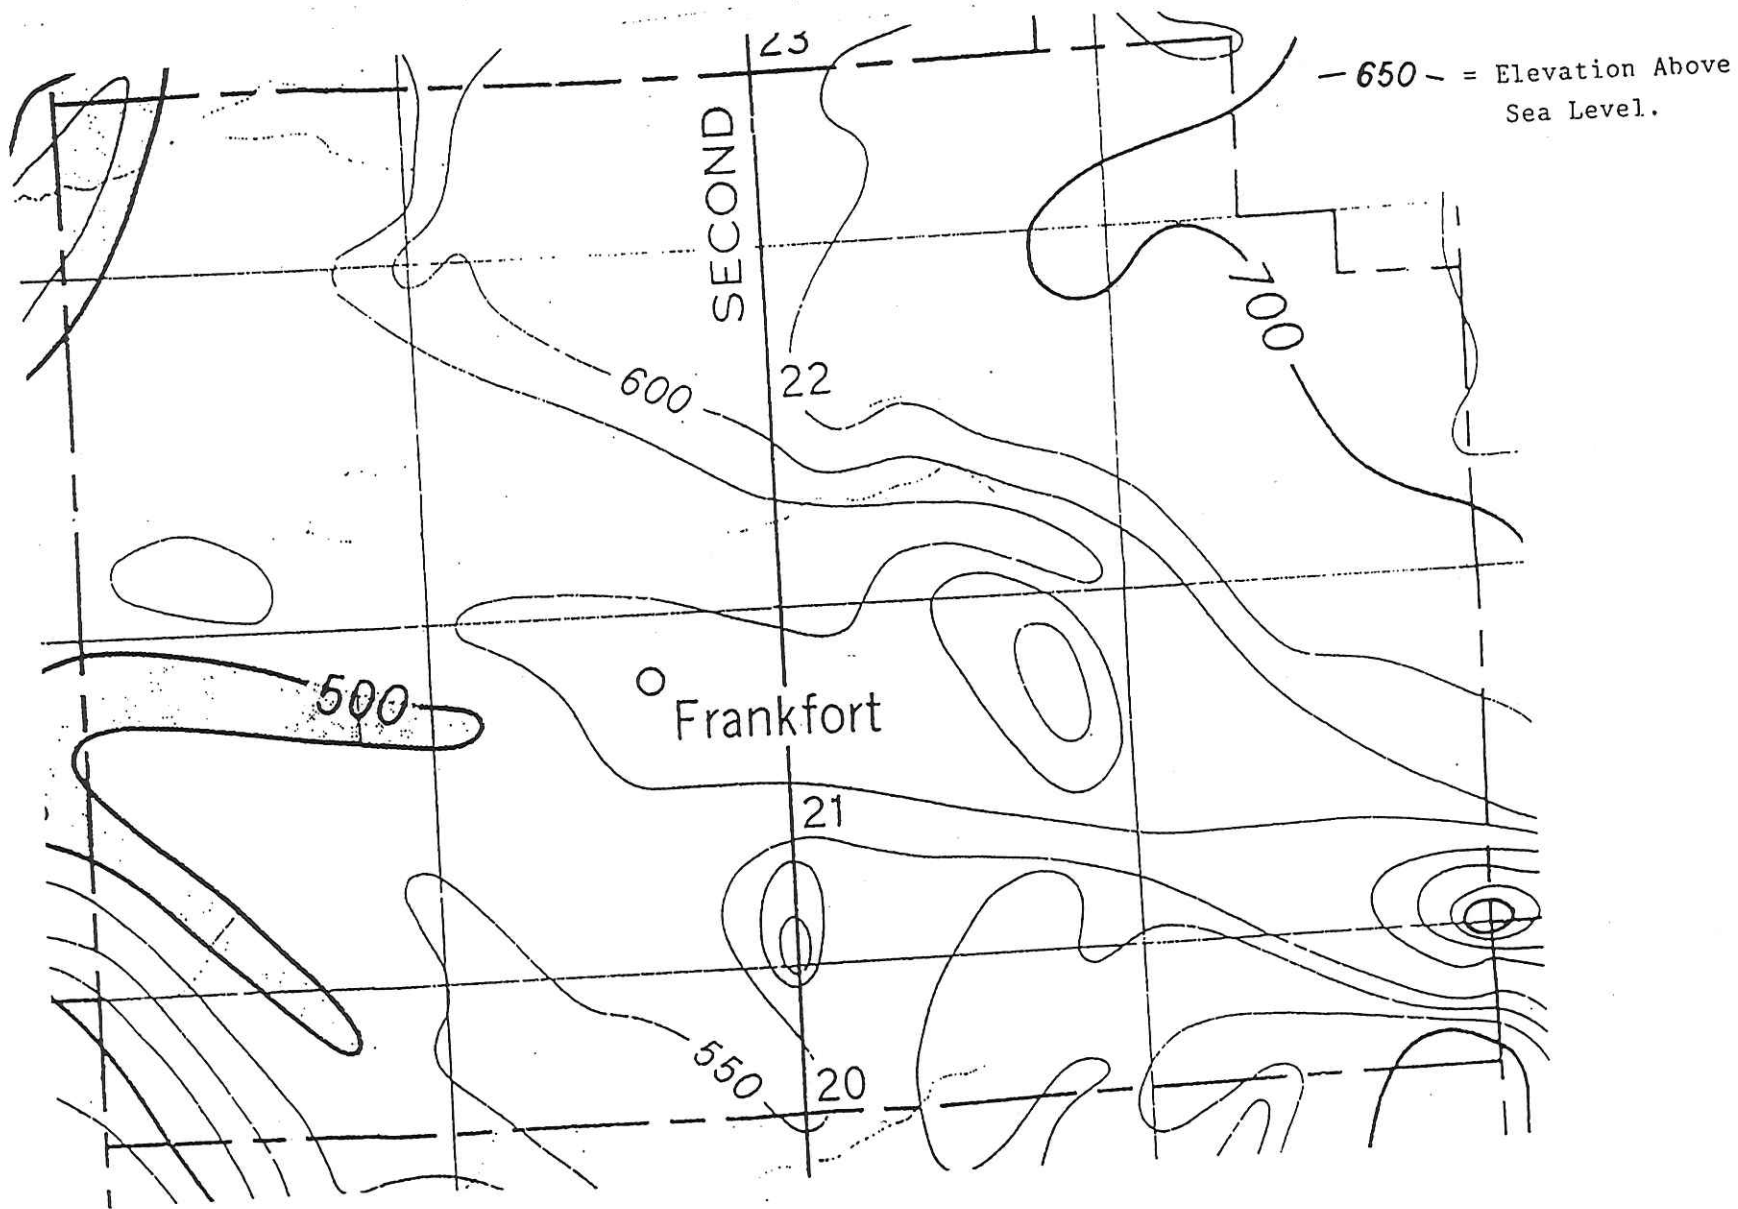 23
— 650 — = Elevation Above
Sea Level.
SECOND
700
600
22
500
Frankfort
21
550
20